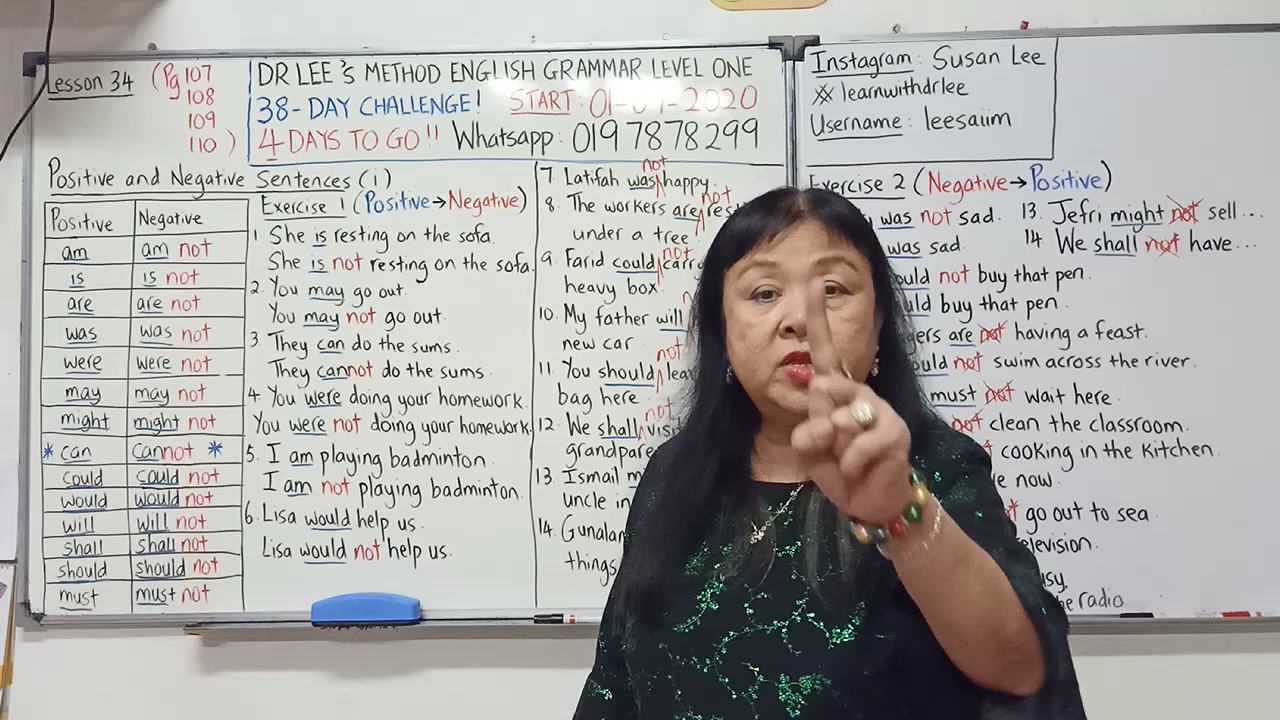 Lesson 34 (Pg 107
108
109
110 )
DR LEE'S METHOD ENGLISH GRAMMAR LEVEL ONE
38-DAY CHALLENGE! START: 01-07-2020
4 DAYS TO GO!! Whatsapp: 0197878299
Instagram: Susan Lee
learnwithdrlee
Username: leesaiim
Positive and Negative Sentences (1)
Positive Negative
am am not
is is not
are are not
was was not
were were not
may may not
might might not
* can cannot *
could could not
would would not
will will not
shall shall not
should should not
must must not
Exercise 1 (Positive → Negative)
1. She is resting on the sofa.
She is not resting on the sofa.
2. You may go out.
You may not go out.
3 They can do the sums.
They cannot do the sums.
4. You were doing your homework.
You were not doing your homework.
5. I am playing badminton.
I am not playing badminton.
6. Lisa would help us.
Lisa would not help us.
7. Latifah was not happy.
8. The workers are not
under a tree
9. Farid could not carry
heavy box
10. My father will
new car.
11. You should not
bag here
12. We shall not visit
13. Ismail
uncle in
14. Gunalan
things
Exercise 2 (Negative → Positive)
was not sad.
was sad.
not buy that pen.
buy that pen.
are not having a feast.
not swim across the river.
must not wait here.
not clean the classroom.
cooking in the kitchen.
now.
go out to sea.
radio
13. Jefri might not sell...
14. We shall not have...